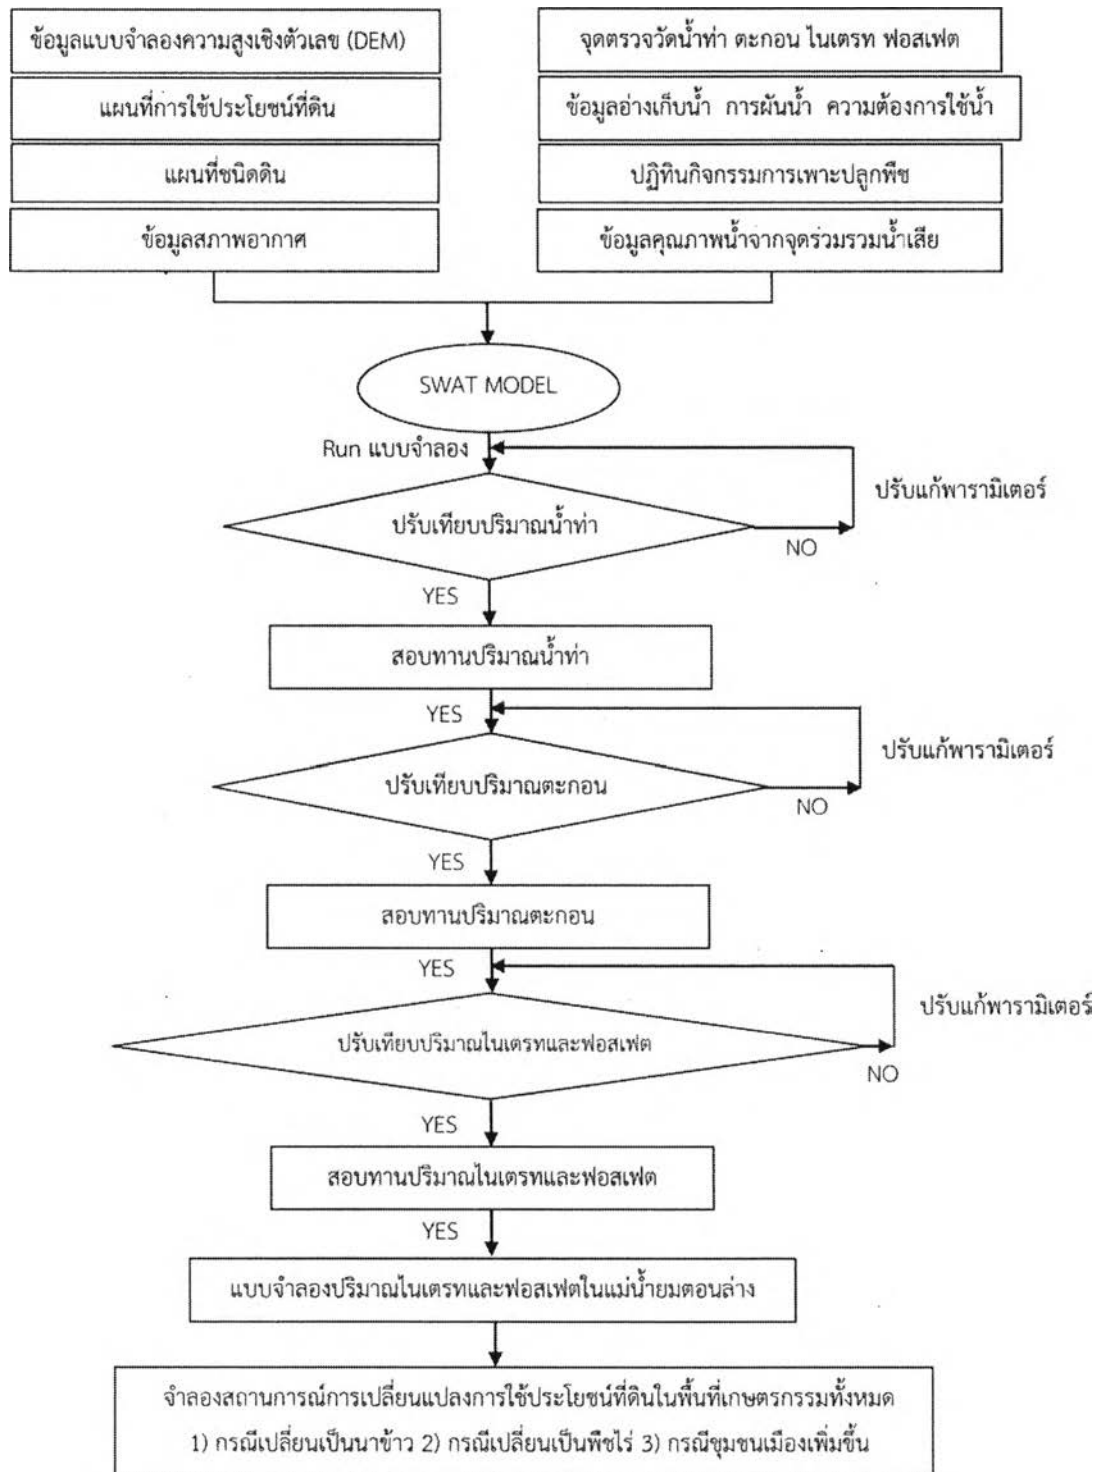 ข้อมูลแบบจำลองความสูงเชิงตัวเลข (DEM)
แผนที่การใช้ประโยชน์ที่ดิน
แผนที่ชนิดดิน
ข้อมูลสภาพอากาศ
จุดตรวจวัดน้ำท่า ตะกอน ไนเตรท ฟอสเฟต
ข้อมูลอ่างเก็บน้ำ การผันน้ำ ความต้องการใช้น้ำ
ปฏิทินกิจกรรมการเพาะปลูกพืช
ข้อมูลคุณภาพน้ำจากจุดร่วมรวมน้ำเสีย
SWAT MODEL
Run แบบจำลอง
ปรับแก้พารามิเตอร์
ปรับเทียบปริมาณน้ำท่า
NO
YES
สอบทานปริมาณน้ำท่า
YES
ปรับแก้พารามิเตอร์
ปรับเทียบปริมาณตะกอน
NO
YES
สอบทานปริมาณตะกอน
YES
ปรับแก้พารามิเตอร์
ปรับเทียบปริมาณไนเตรทและฟอสเฟต
NO
YES
สอบทานปริมาณไนเตรทและฟอสเฟต
YES
แบบจำลองปริมาณไนเตรทและฟอสเฟตในแม่น้ำยมตอนล่าง
จำลองสถานการณ์การเปลี่ยนแปลงการใช้ประโยชน์ที่ดินในพื้นที่เกษตรกรรมทั้งหมด
1) กรณีเปลี่ยนเป็นนาข้าว 2) กรณีเปลี่ยนเป็นพืชไร่ 3) กรณีชุมชนเมืองเพิ่มขึ้น